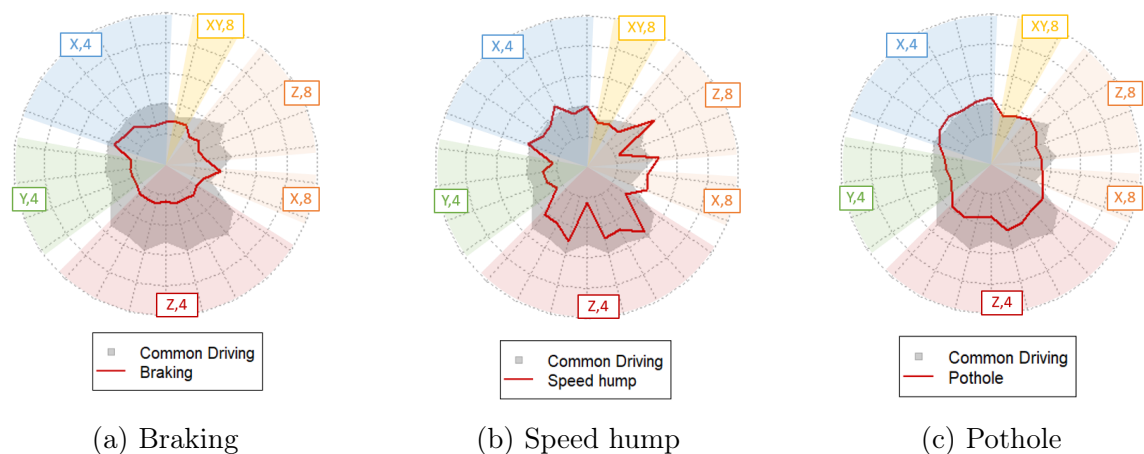 X,4
XY,8
Z,8
X,8
Z,4
Y,4
Common Driving
Braking
(a) Braking
X,4
XY,8
Z,8
X,8
Z,4
Y,4
Common Driving
Speed hump
(b) Speed hump
X,4
XY,8
Z,8
X,8
Z,4
Y,4
Common Driving
Pothole
(c) Pothole